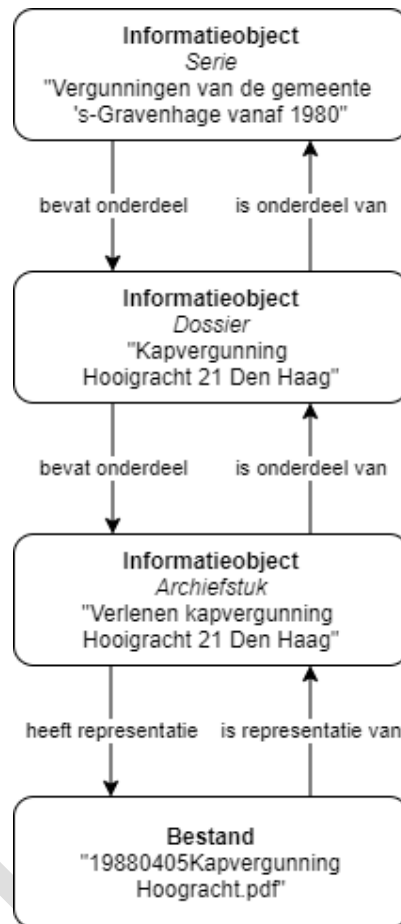 Informatieobject
Serie
"Vergunningen van de gemeente
's-Gravenhage vanaf 1980"
bevat onderdeel
is onderdeel van
Informatieobject
Dossier
"Kapvergunning
Hooigracht 21 Den Haag"
bevat onderdeel
is onderdeel van
Informatieobject
Archiefstuk
"Verlenen kapvergunning
Hooigracht 21 Den Haag"
heeft representatie
is representatie van
Bestand
"19880405Kapvergunning
Hoogracht.pdf"